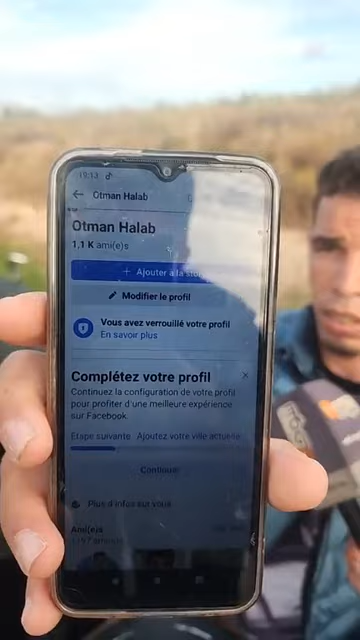 19:13
Otman Halab
Otman Halab
1,1 K ami(e)s
+ Ajouter à la story
Modifier le profil
Vous avez verrouillé votre profil
En savoir plus
Complétez votre profil
Continuez la configuration de votre profil
pour profiter d'une meilleure expérience
sur Facebook.
Étape suivante Ajoutez votre ville actuelle
Continuer
Plus d'infos sur vous
Ami(e)s